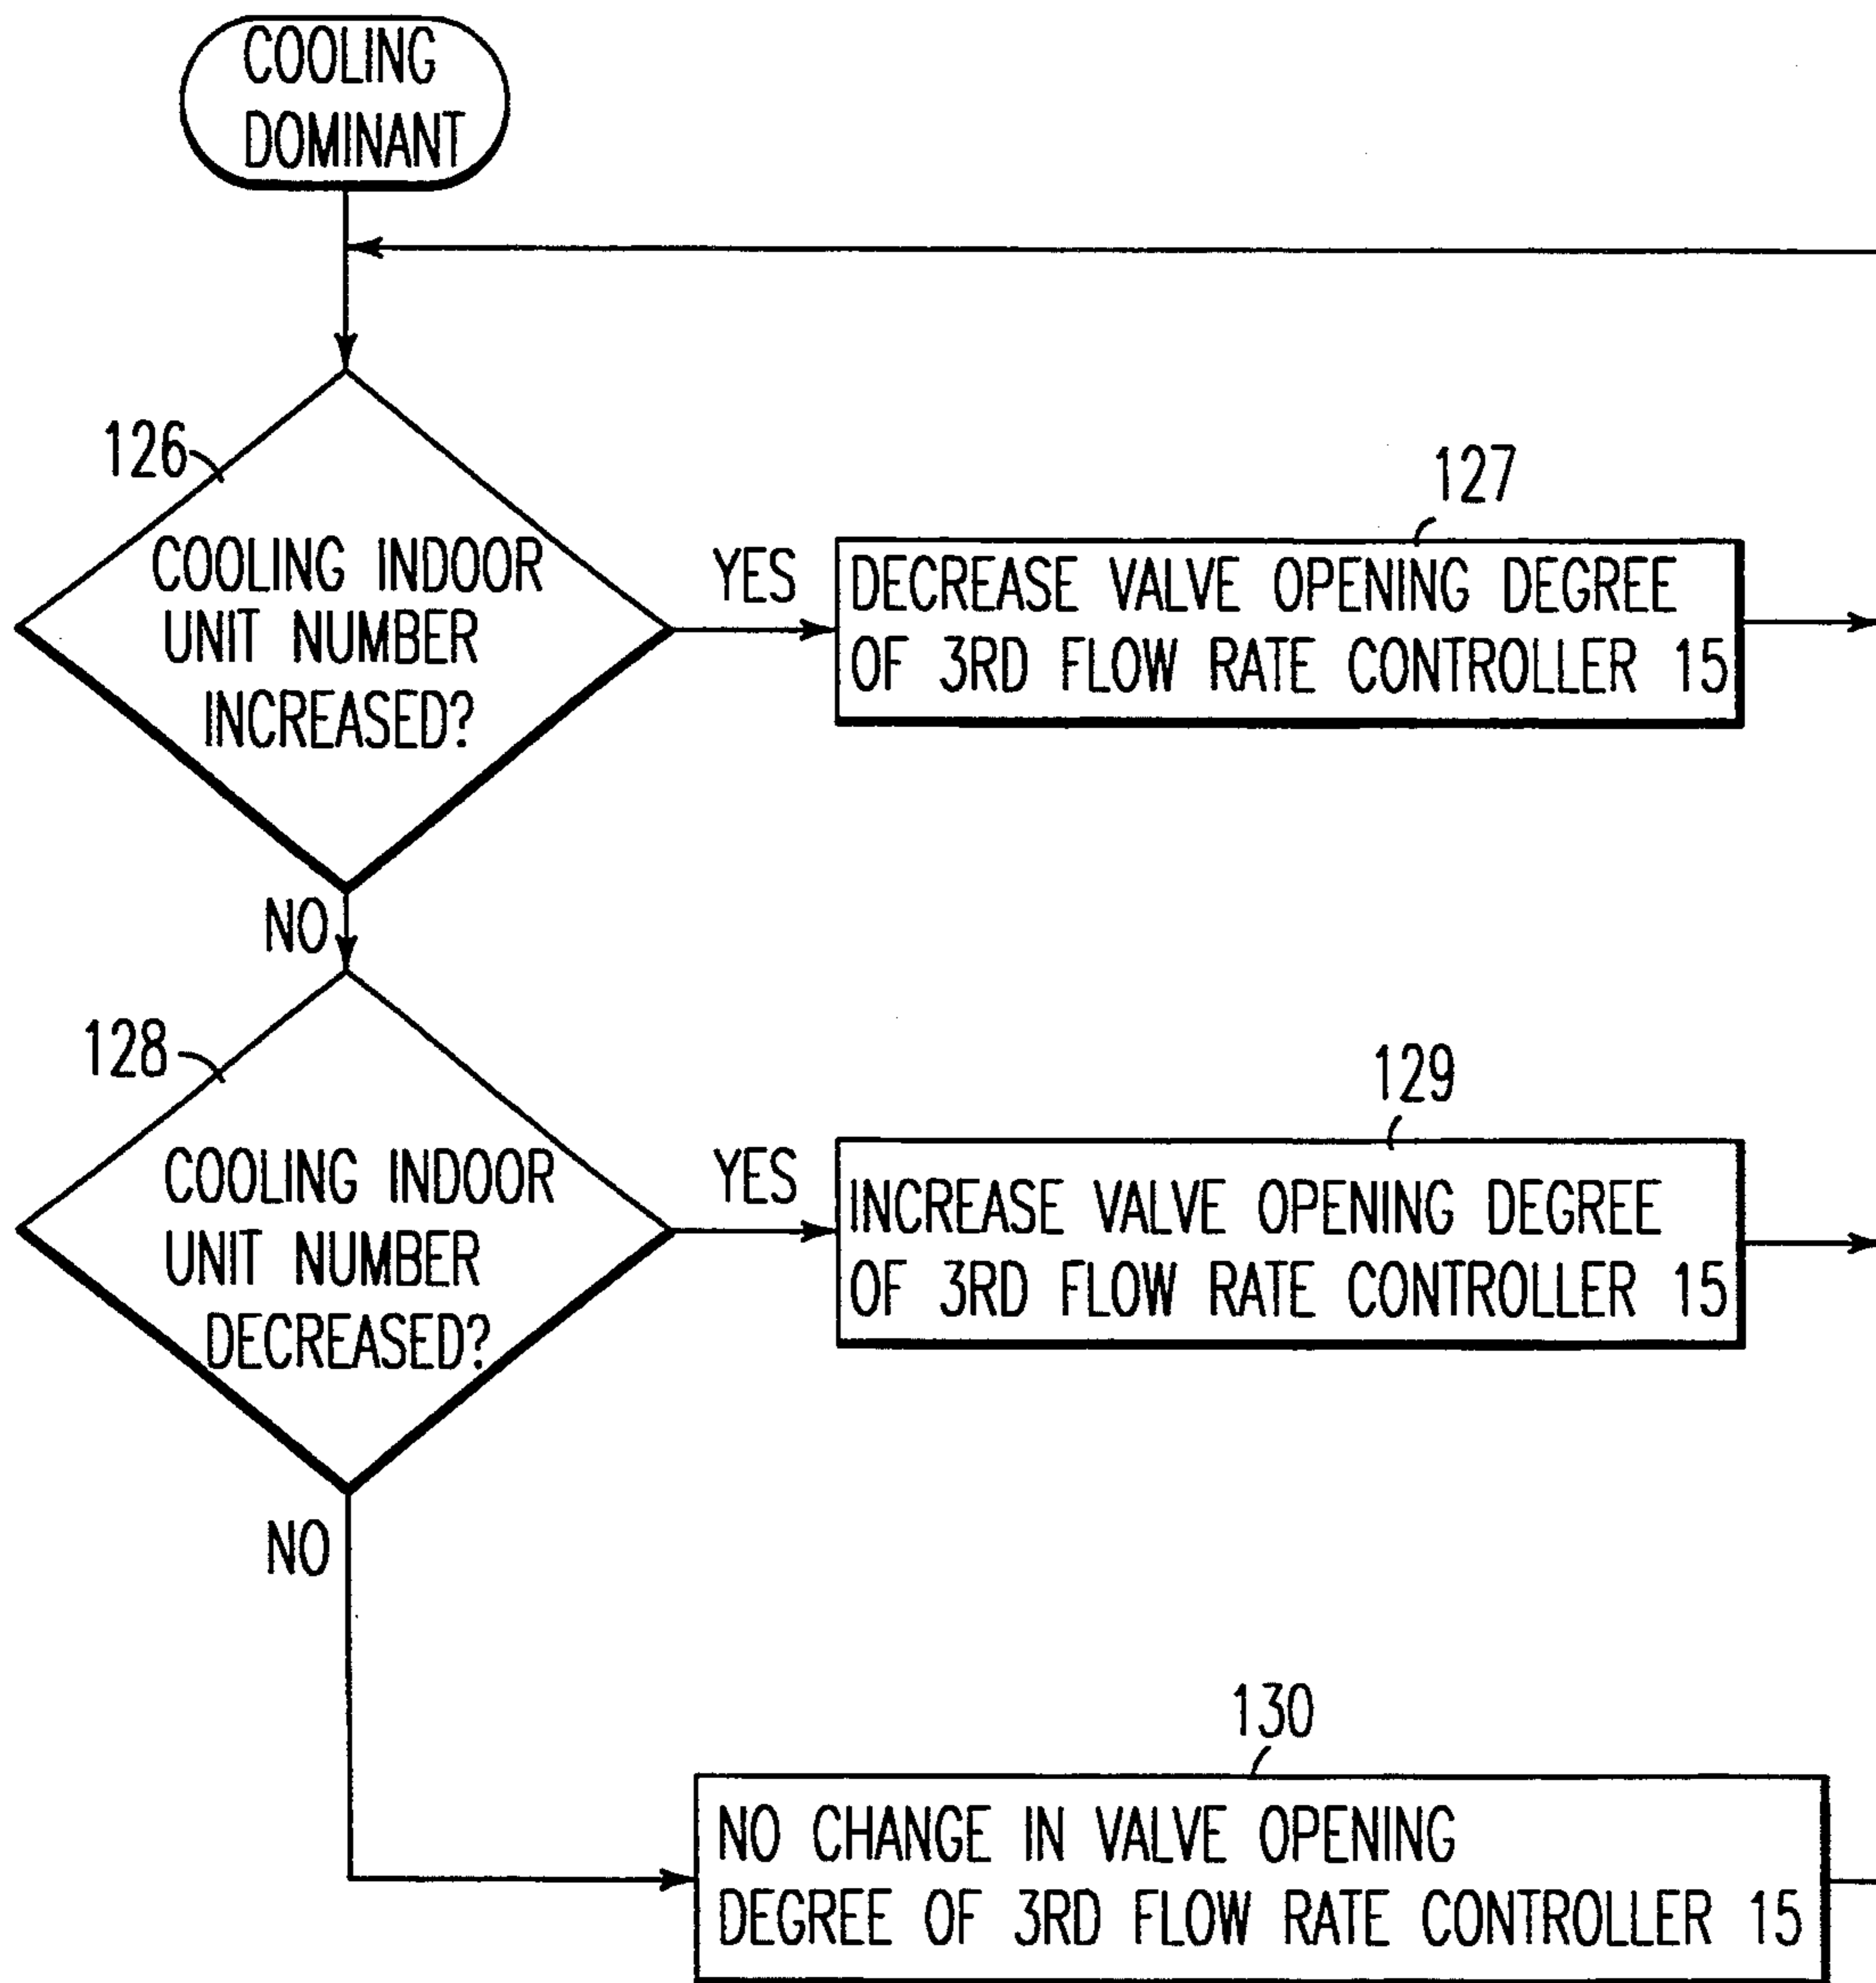 COOLING
DOMINANT
126
COOLING INDOOR
UNIT NUMBER
INCREASED?
YES
127
DECREASE VALVE OPENING DEGREE
OF 3RD FLOW RATE CONTROLLER 15
NO
128
COOLING INDOOR
UNIT NUMBER
DECREASED?
YES
129
INCREASE VALVE OPENING DEGREE
OF 3RD FLOW RATE CONTROLLER 15
NO
130
NO CHANGE IN VALVE OPENING
DEGREE OF 3RD FLOW RATE CONTROLLER 15